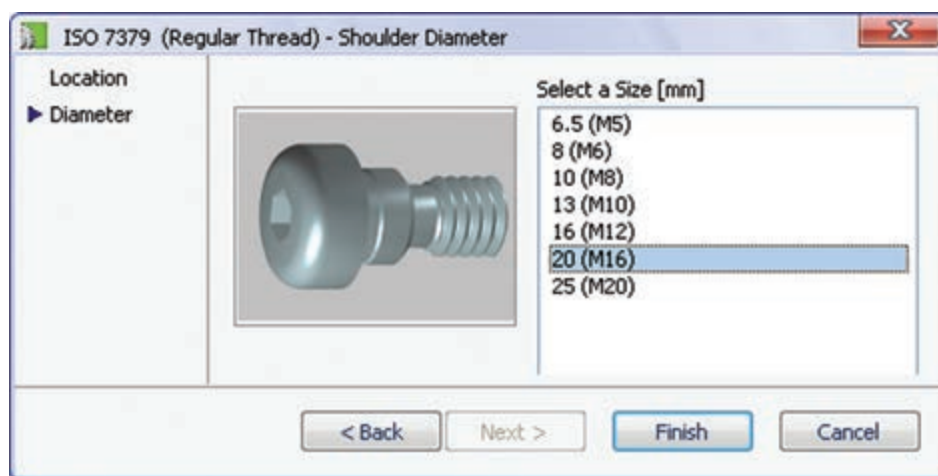 ISO 7379 (Regular Thread) - Shoulder Diameter
Location
Diameter
Select a Size [mm]
6.5 (M5)
8 (M6)
10 (M8)
13 (M10)
16 (M12)
20 (M16)
25 (M20)
< Back
Next >
Finish
Cancel